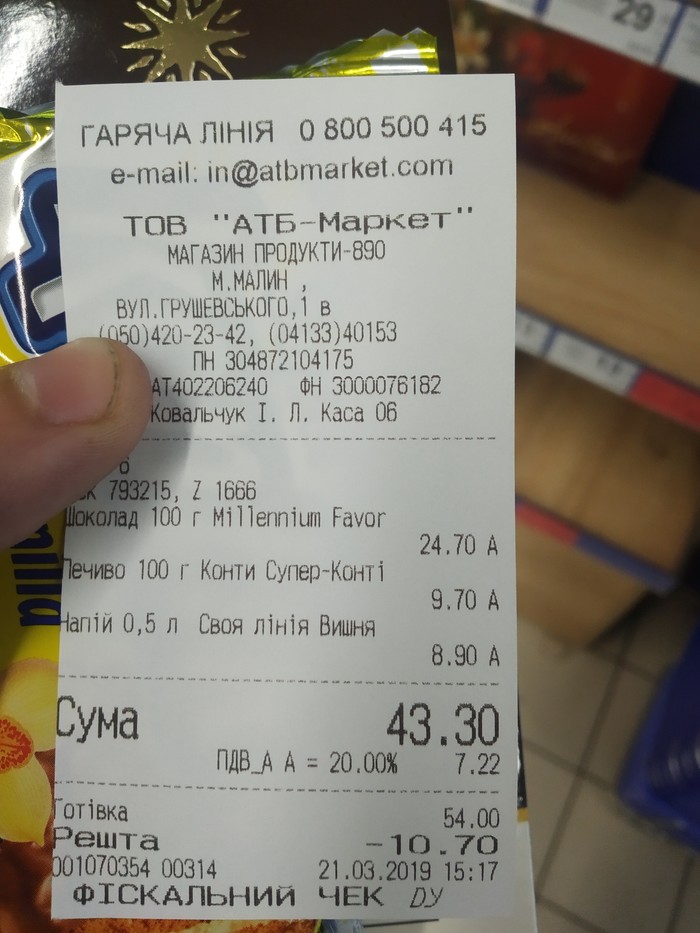 29
ГАРЯЧА ЛІНІЯ 0 800 500 415
e-mail: in@atbmarket.com
ТОВ "АТБ-Маркет"
МАГАЗИН ПРОДУКТИ-890
М.МАЛИН ,
ВУЛ.ГРУШЕВСЬКОГО,1 в
(050)420-23-42, (04133)40153
ПН 304872104175
АТ402206240 ФН 3000076182
Ковальчук І. Л. Каса 06
6
793215, Z 1666
Шоколад 100 г Millennium Favor
24.70 А
Печиво 100 г Конти Супер-Конті
9.70 А
Напій 0,5 л Своя лінія Вишня
8.90 А
Сума 43.30
ПДВ_А А = 20.00% 7.22
Готівка 54.00
Решта -10.70
001070354 00314 21.03.2019 15:17
ФІСКАЛЬНИЙ ЧЕК